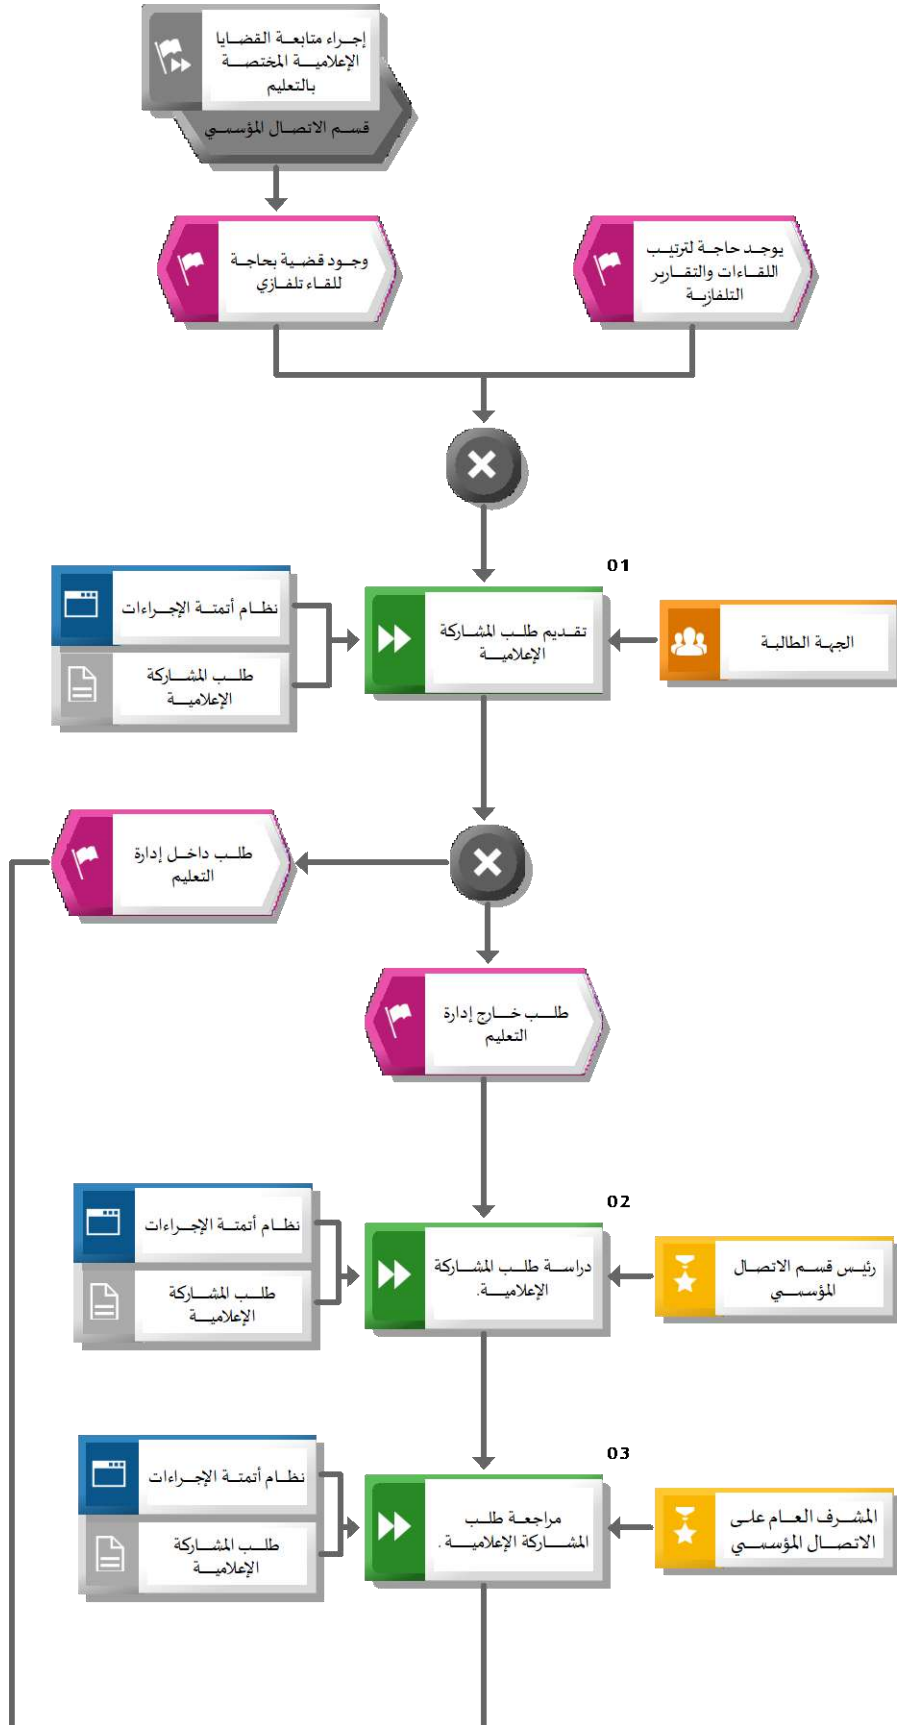 إجراء متابعة القضايا
الإعلامية المختصة
بالتعليم
قسم الاتصال المؤسسي
يوجد حاجة لترتيب
اللقاءات والتقارير
التلفازية
وجود قضية بحاجة
للقاء تلفازي
01
الجهة الطالبة
تقديم طلب المشاركة
الإعلامية
نظام أتمتة الإجراءات
طلب المشاركة
الإعلامية
طلب داخل إدارة
التعليم
طلب خارج إدارة
التعليم
02
رئيس قسم الاتصال
المؤسسي
دراسة طلب المشاركة
الإعلامية.
نظام أتمتة الإجراءات
طلب المشاركة
الإعلامية
03
المشرف العام على
الاتصال المؤسسي
مراجعة طلب
المشاركة الإعلامية .
نظام أتمتة الإجراءات
طلب المشاركة
الإعلامية